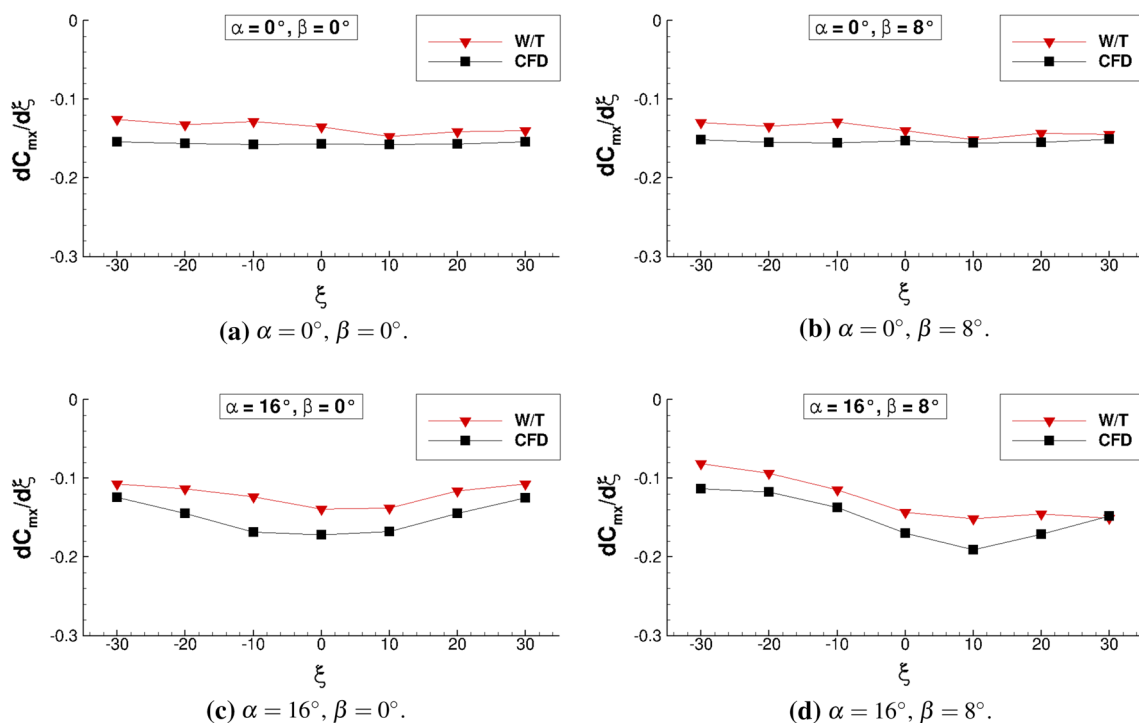 0
α = 0°, β = 0°
W/T
CFD
-0.1
dC_mx/dξ
-0.2
-0.3
-30 -20 -10 0 10 20 30
ξ
(a) α = 0°, β = 0°.
0
α = 0°, β = 8°
W/T
CFD
-0.1
dC_mx/dξ
-0.2
-0.3
-30 -20 -10 0 10 20 30
ξ
(b) α = 0°, β = 8°.
0
α = 16°, β = 0°
W/T
CFD
-0.1
dC_mx/dξ
-0.2
-0.3
-30 -20 -10 0 10 20 30
ξ
(c) α = 16°, β = 0°.
0
α = 16°, β = 8°
W/T
CFD
-0.1
dC_mx/dξ
-0.2
-0.3
-30 -20 -10 0 10 20 30
ξ
(d) α = 16°, β = 8°.